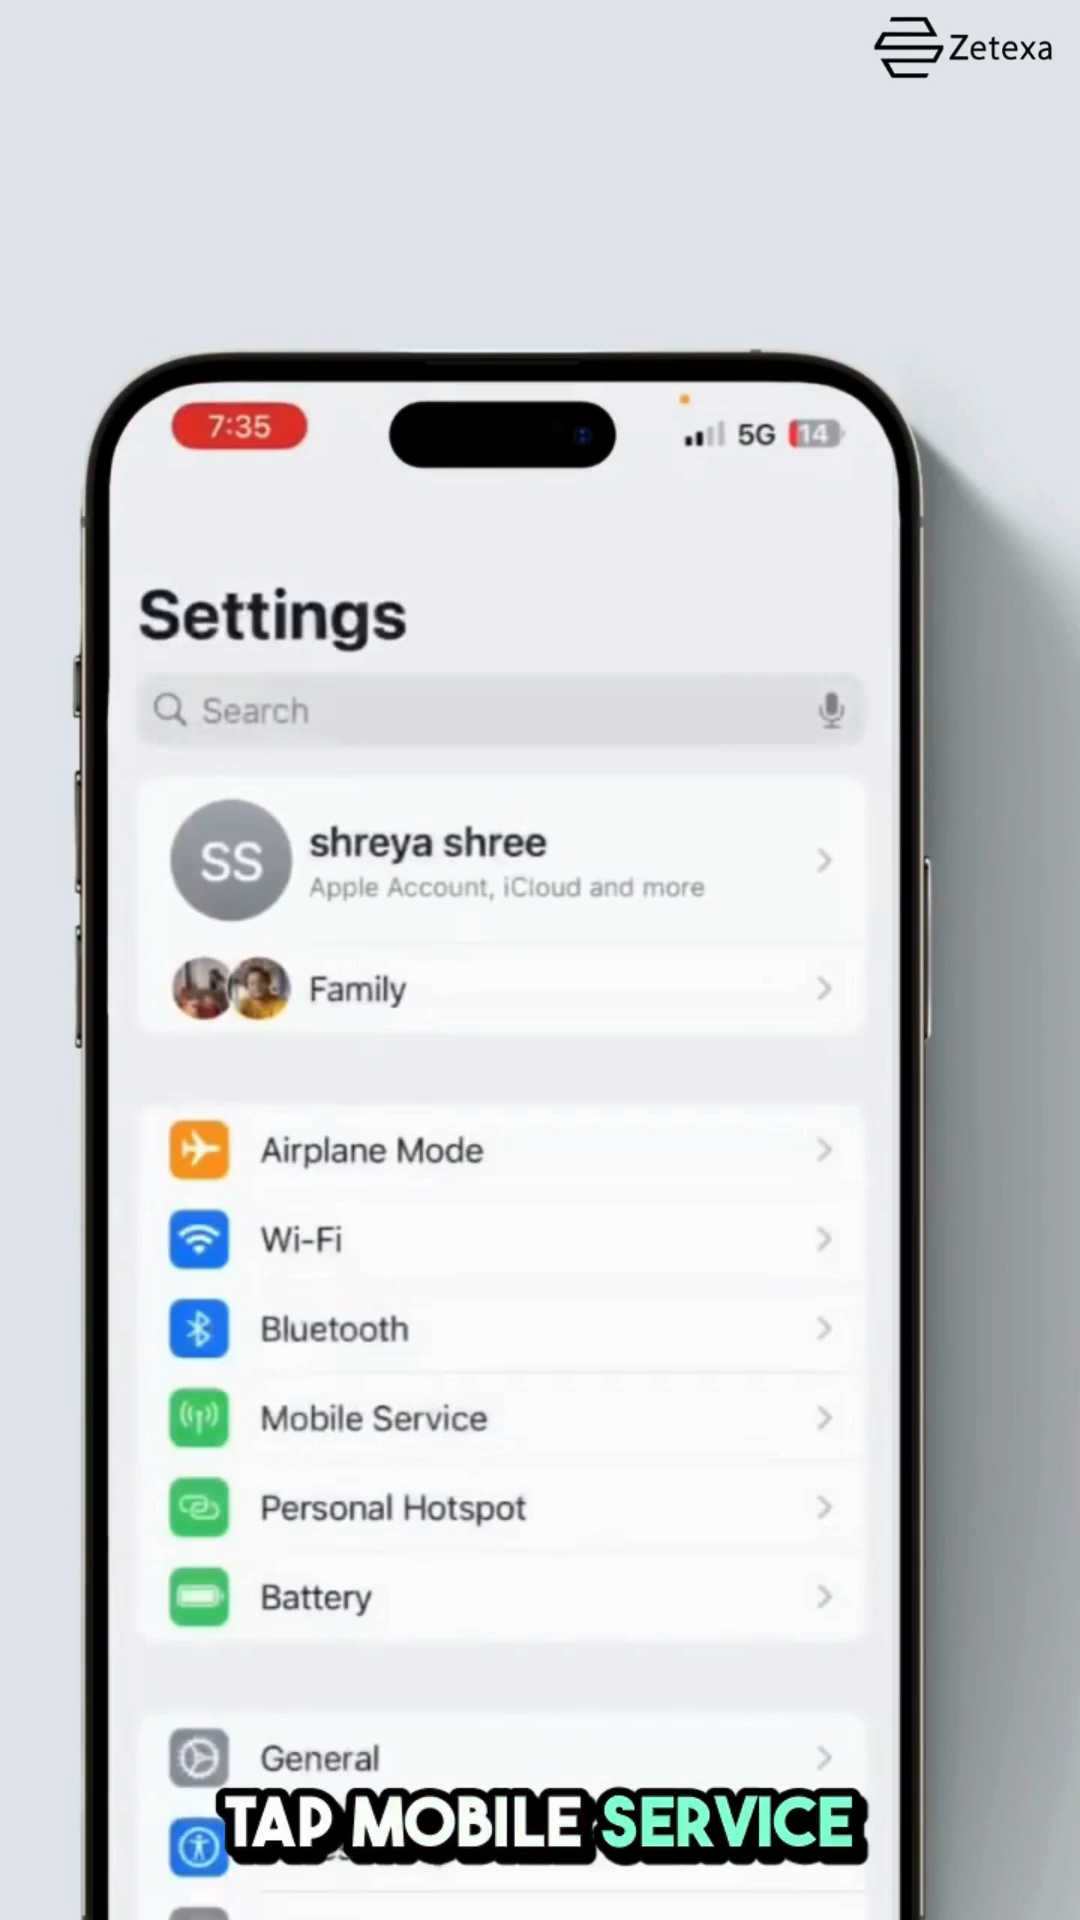 Zetexa
7:35
5G 14
Settings
Search
SS
shreya shree
Apple Account, iCloud and more
Family
Airplane Mode
Wi-Fi
Bluetooth
Mobile Service
Personal Hotspot
Battery
General
TAP MOBILE SERVICE